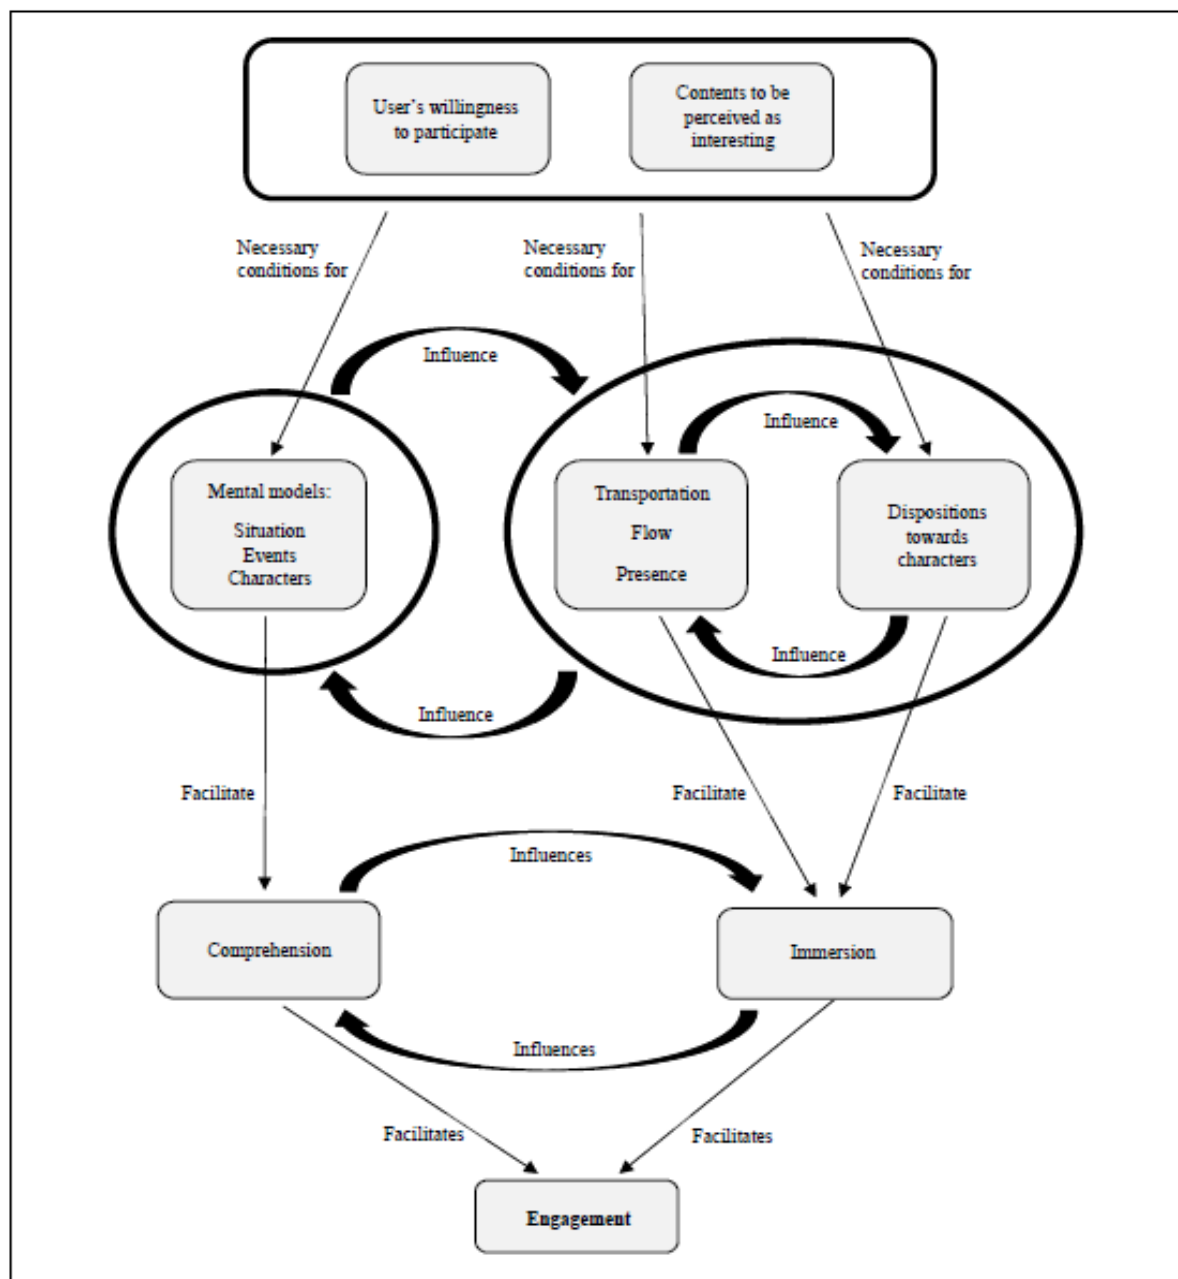 User's willingness
to participate
Contents to be
perceived as
interesting
Necessary
conditions for
Necessary
conditions for
Necessary
conditions for
Influence
Influence
Mental models:
Situation
Events
Characters
Transportation
Flow
Presence
Dispositions
towards
characters
Influence
Influence
Facilitate
Facilitate
Facilitate
Influences
Comprehension
Immersion
Influences
Facilitates
Facilitates
Engagement